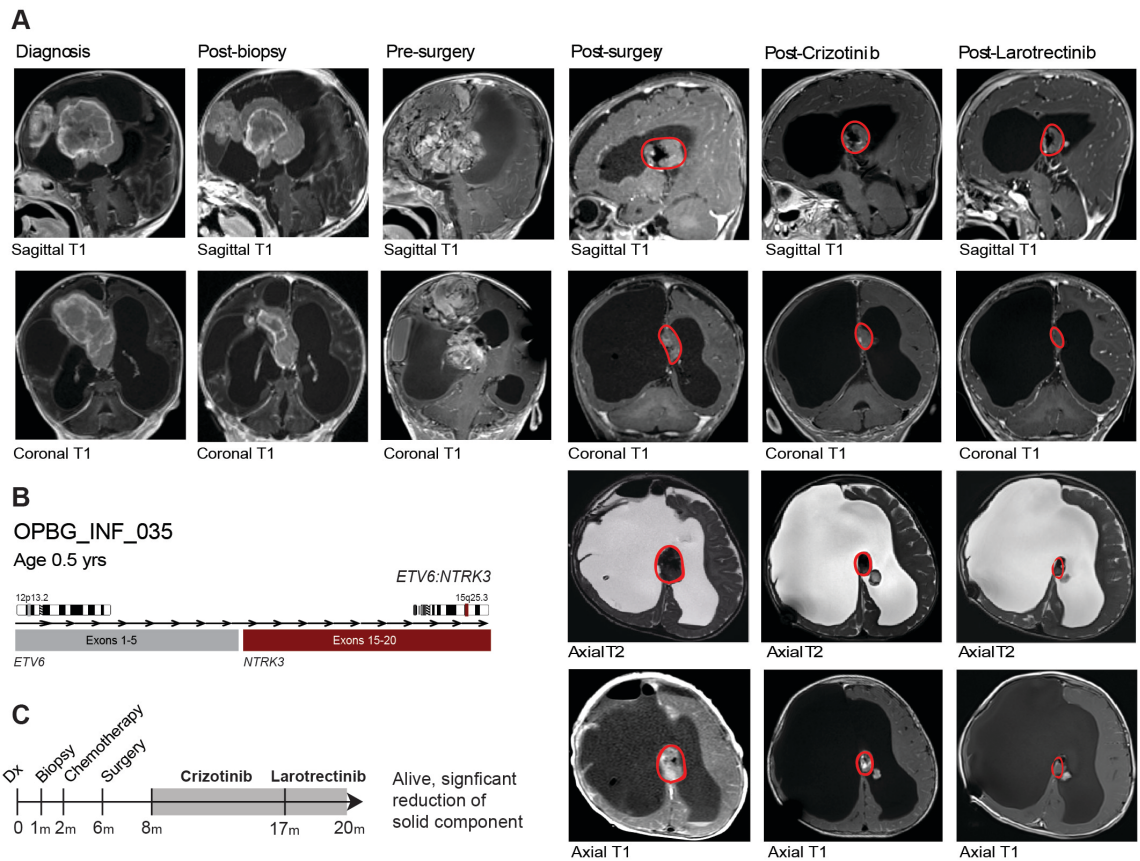 A
Diagnosis
Post-biopsy
Pre-surgery
Post-surgery
Post-Crizotinib
Post-Larotrectinib
Sagittal T1
Sagittal T1
Sagittal T1
Sagittal T1
Sagittal T1
Sagittal T1
Coronal T1
Coronal T1
Coronal T1
Coronal T1
Coronal T1
Coronal T1
Axial T2
Axial T2
Axial T2
Axial T1
Axial T1
Axial T1
B
OPBG_INF_035
Age 0.5 yrs
ETV6:NTRK3
12p13.2
15q25.3
Exons 1-5
Exons 15-20
ETV6
NTRK3
C
Dx
Biopsy
Chemotherapy
Surgery
Crizotinib
Larotrectinib
0
1m
2m
6m
8m
17m
20m
Alive, signficant
reduction of
solid component